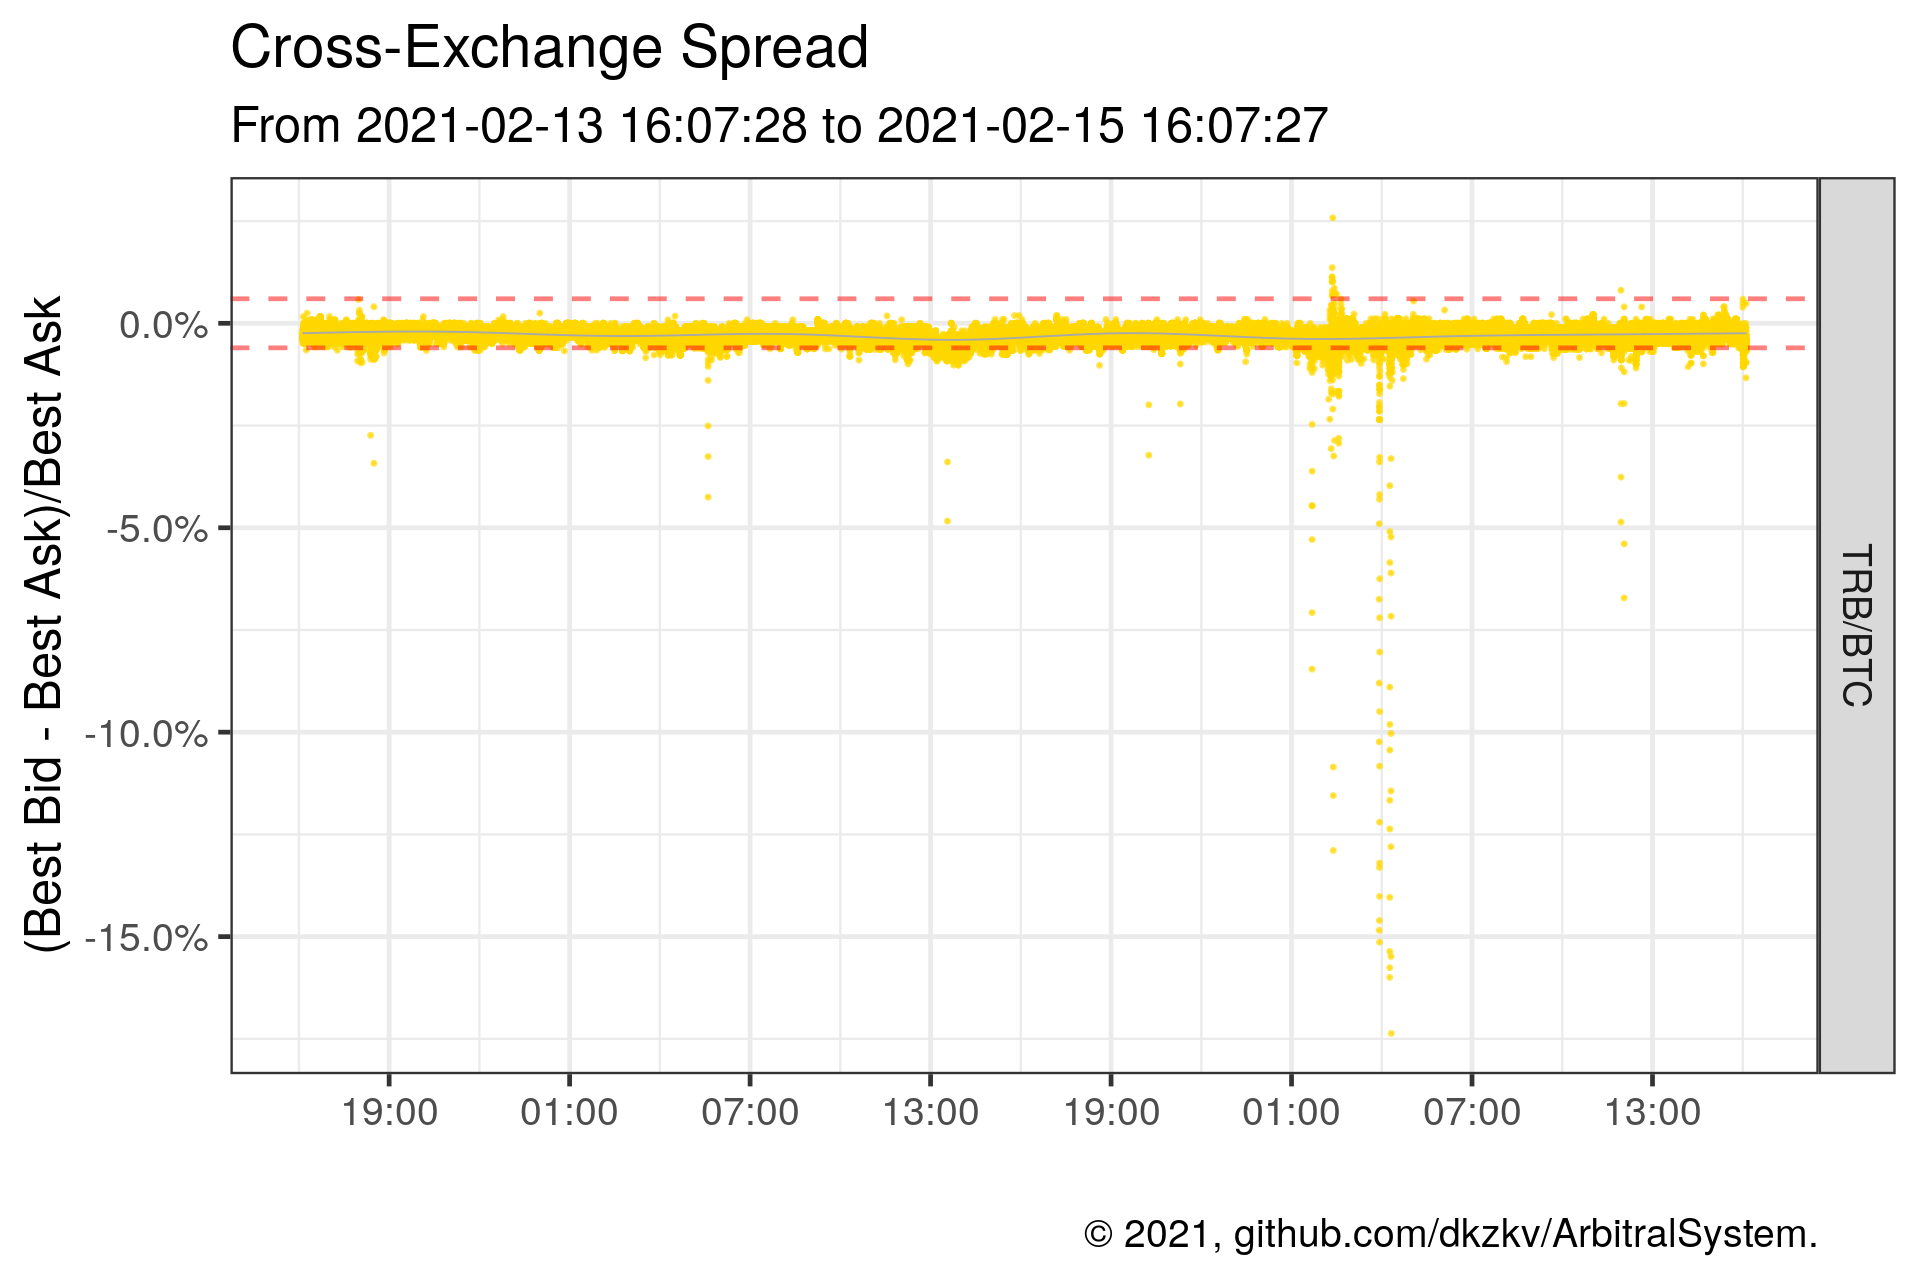 Cross-Exchange Spread
From 2021-02-13 16:07:28 to 2021-02-15 16:07:27
(Best Bid - Best Ask)/Best Ask
0.0%
-5.0%
-10.0%
-15.0%
TRB/BTC
19:00 01:00 07:00 13:00 19:00 01:00 07:00 13:00
© 2021, github.com/dkzkv/ArbitralSystem.